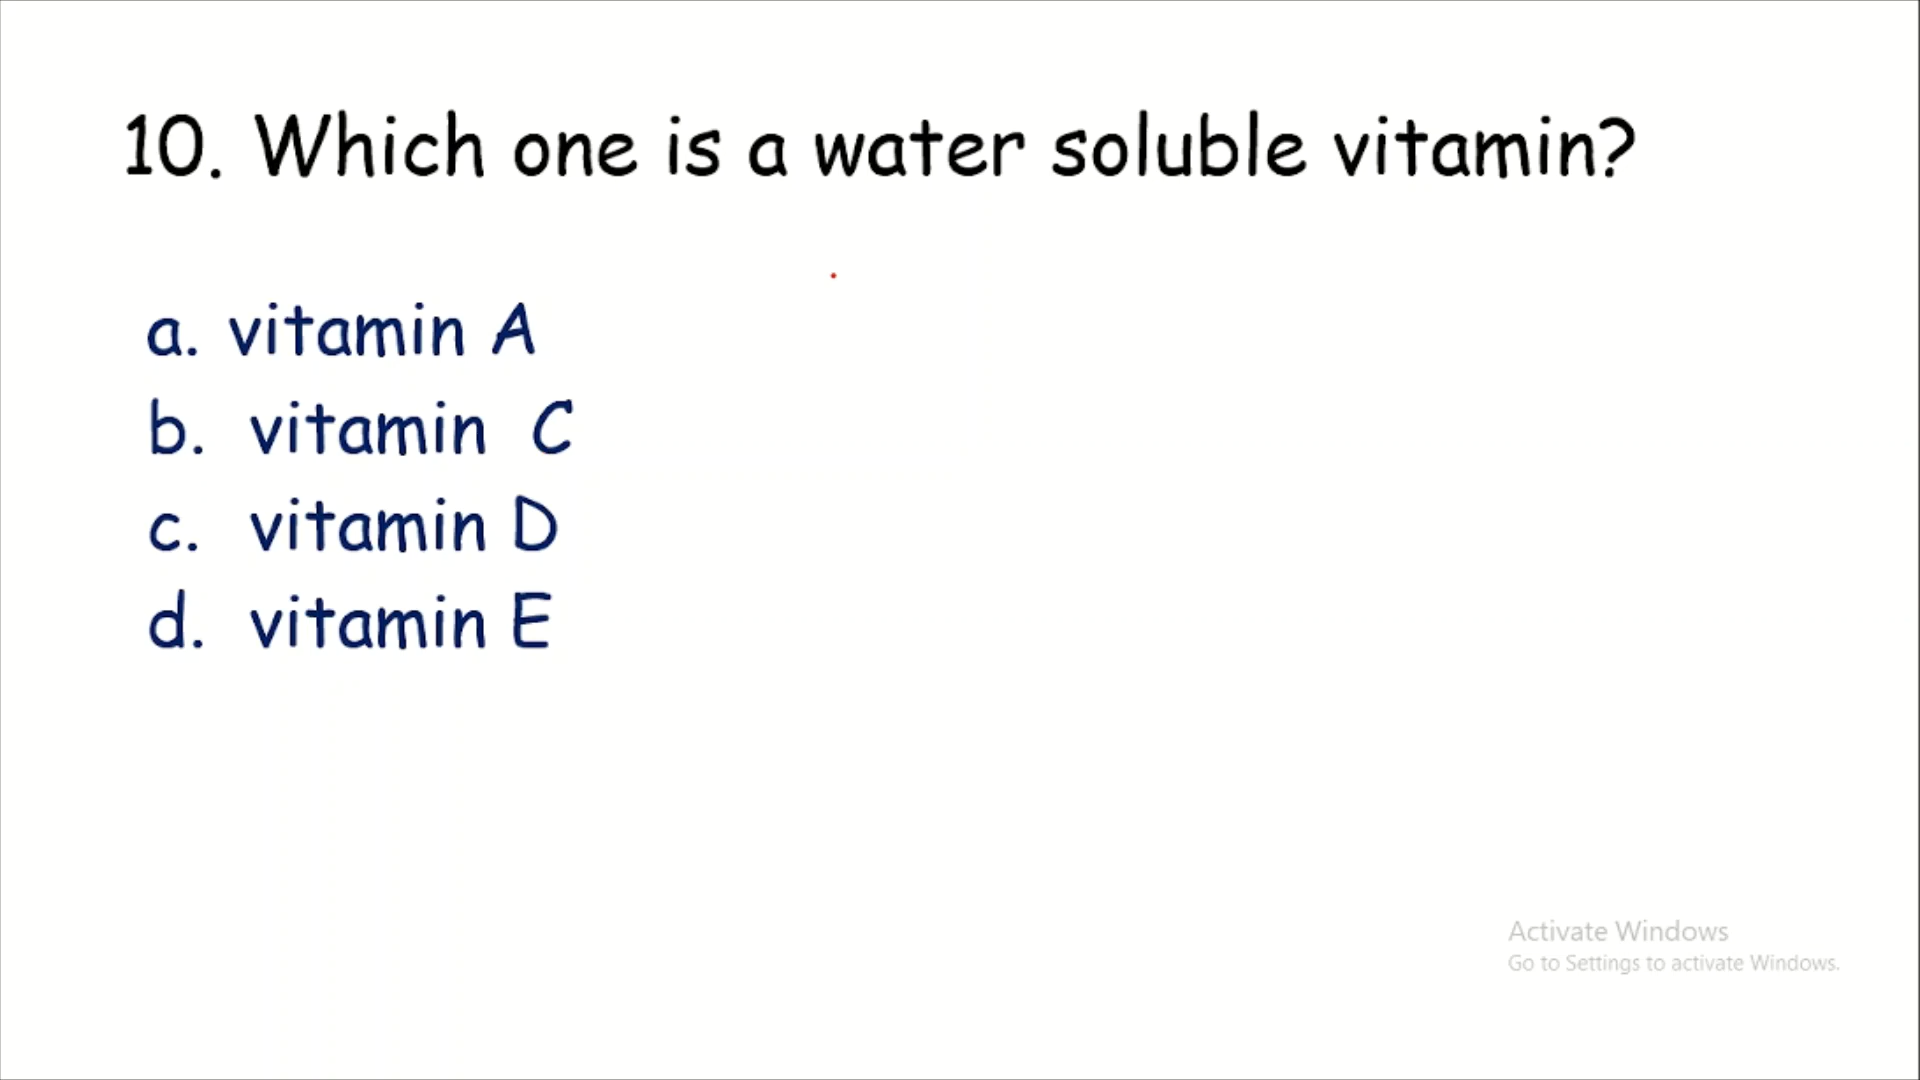 10. Which one is a water soluble vitamin?
a. vitamin A
b. vitamin C
c. vitamin D
d. vitamin E
Activate Windows
Go to Settings to activate Windows.